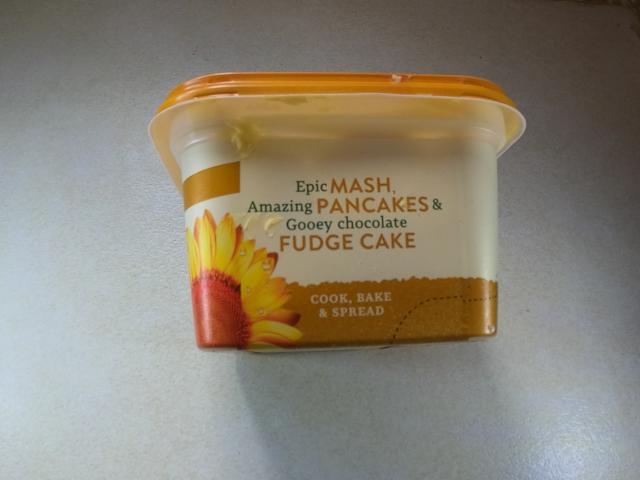 Epic MASH,
Amazing PANCAKES &
Gooey chocolate
FUDGE CAKE
COOK, BAKE
& SPREAD